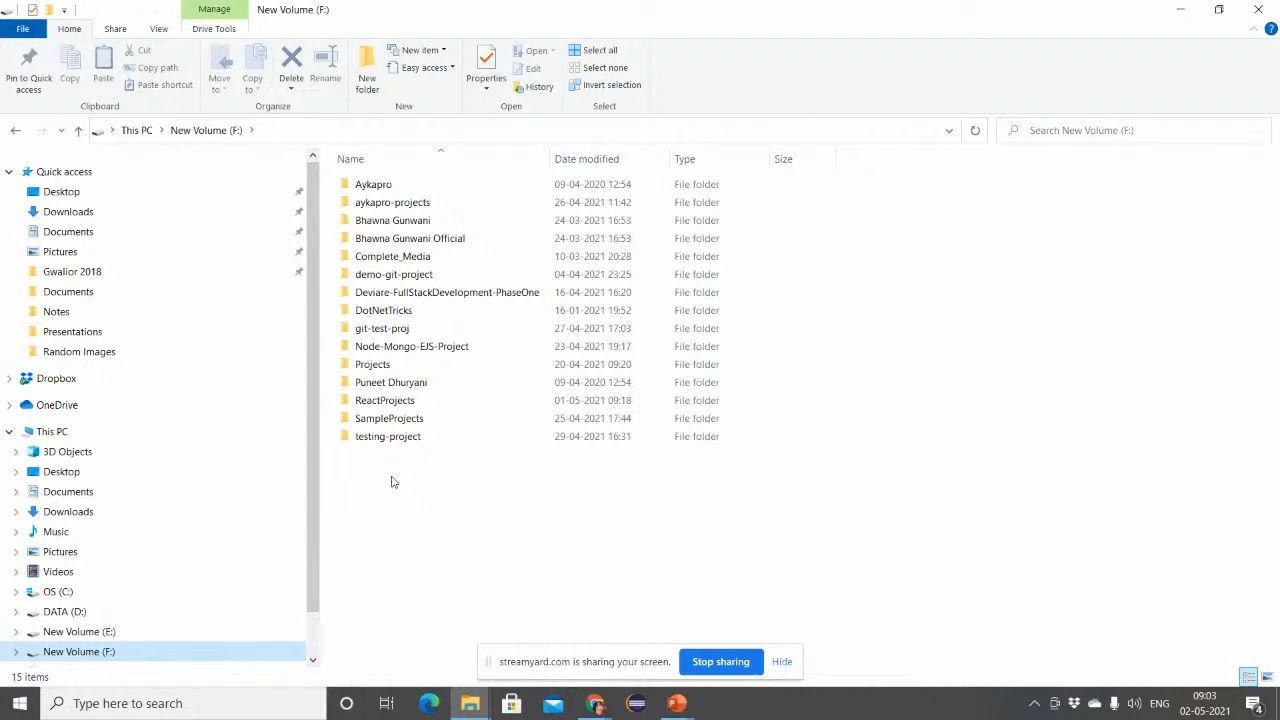 Manage
New Volume (F:)
File
Home
Share
View
Drive Tools
Pin to Quick access
Copy
Paste
Cut
Copy path
Paste shortcut
Clipboard
Move to
Copy to
Delete
Rename
Organize
New folder
New item
Easy access
New
Properties
Open
Edit
History
Open
Select all
Select none
Invert selection
Select
This PC
New Volume (F:)
Search New Volume (F:)
Quick access
Desktop
Downloads
Documents
Pictures
Gwalior 2018
Documents
Notes
Presentations
Random Images
Dropbox
OneDrive
This PC
3D Objects
Desktop
Documents
Downloads
Music
Pictures
Videos
OS (C:)
DATA (D:)
New Volume (E:)
New Volume (F:)
Name Date modified Type Size
Aykapro 09-04-2020 12:54 File folder
aykapro-projects 26-04-2021 11:42 File folder
Bhawna Gunwani 24-03-2021 16:53 File folder
Bhawna Gunwani Official 24-03-2021 16:53 File folder
Complete_Media 10-03-2021 20:28 File folder
demo-git-project 04-04-2021 23:25 File folder
Deviare-FullStackDevelopment-PhaseOne 16-04-2021 16:20 File folder
DotNetTricks 16-01-2021 19:52 File folder
git-test-proj 27-04-2021 17:03 File folder
Node-Mongo-EJS-Project 23-04-2021 19:17 File folder
Projects 20-04-2021 09:20 File folder
Puneet Dhuryani 09-04-2020 12:54 File folder
ReactProjects 01-05-2021 09:18 File folder
SampleProjects 25-04-2021 17:44 File folder
testing-project 29-04-2021 16:31 File folder
streamyard.com is sharing your screen.
Stop sharing
Hide
15 items
Type here to search
ENG
09:03
02-05-2021
4